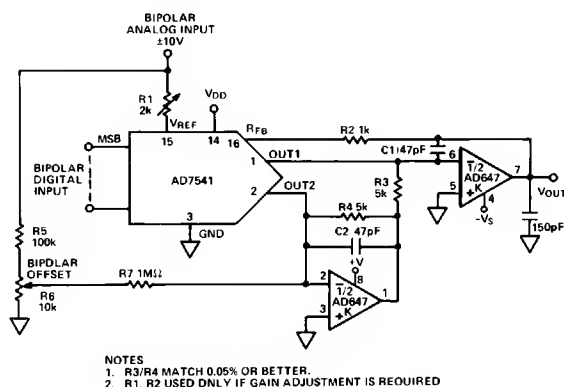 BIPOLAR
ANALOG INPUT
±10V
R1
2k
VDD
VREF
15
14
16
RFB
R2 1k
C1 47pF
MSB
1
OUT1
6
1/2
AD647
7
VOUT
BIPOLAR
DIGITAL
INPUT
AD7541
2
OUT2
R3
5k
5
+K
4
-VS
150pF
3
GND
R4 5k
C2 47pF
R5
100k
BIPOLAR
OFFSET
R7 1MΩ
+V
8
2
1/2
AD647
1
3
+K
R6
10k
NOTES
1. R3/R4 MATCH 0.05% OR BETTER.
2. R1, R2 USED ONLY IF GAIN ADJUSTMENT IS REQUIRED